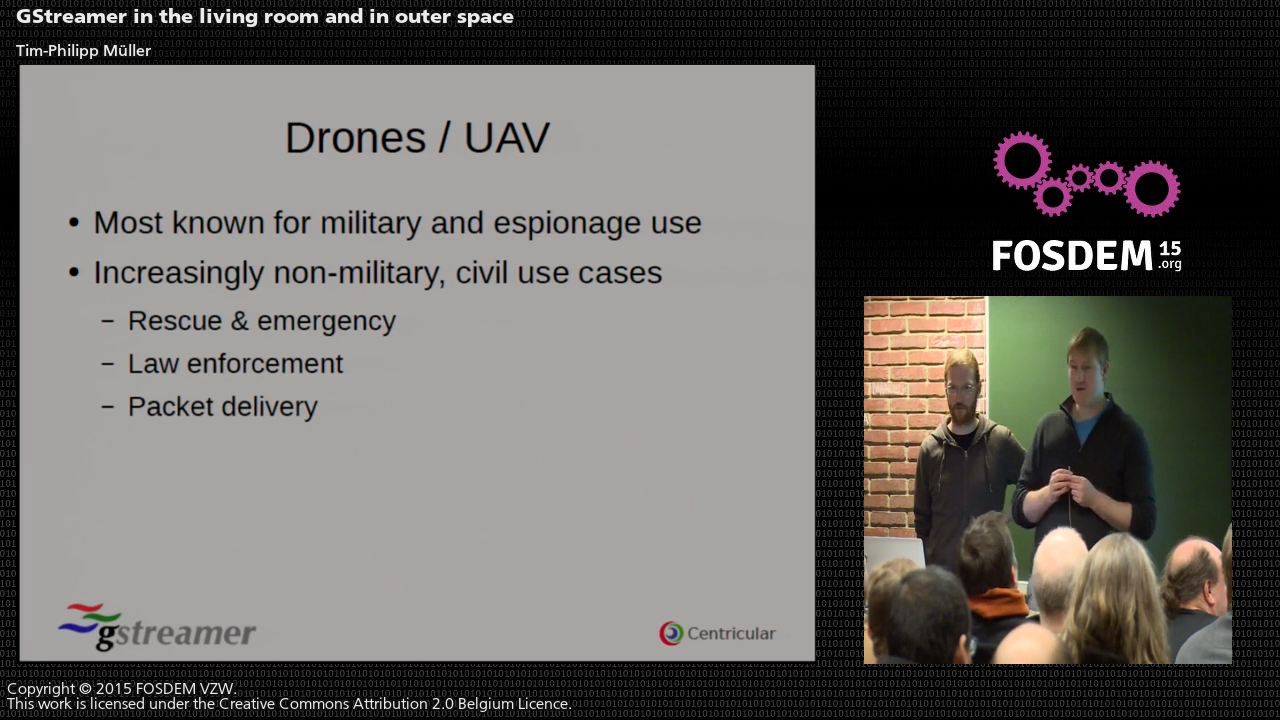 GStreamer in the living room and in outer space
Tim-Philipp Müller
Drones / UAV
• Most known for military and espionage use
• Increasingly non-military, civil use cases
– Rescue & emergency
– Law enforcement
– Packet delivery
gstreamer
Centricular
FOSDEM 15
.org
Copyright © 2015 FOSDEM VZW.
This work is licensed under the Creative Commons Attribution 2.0 Belgium Licence.